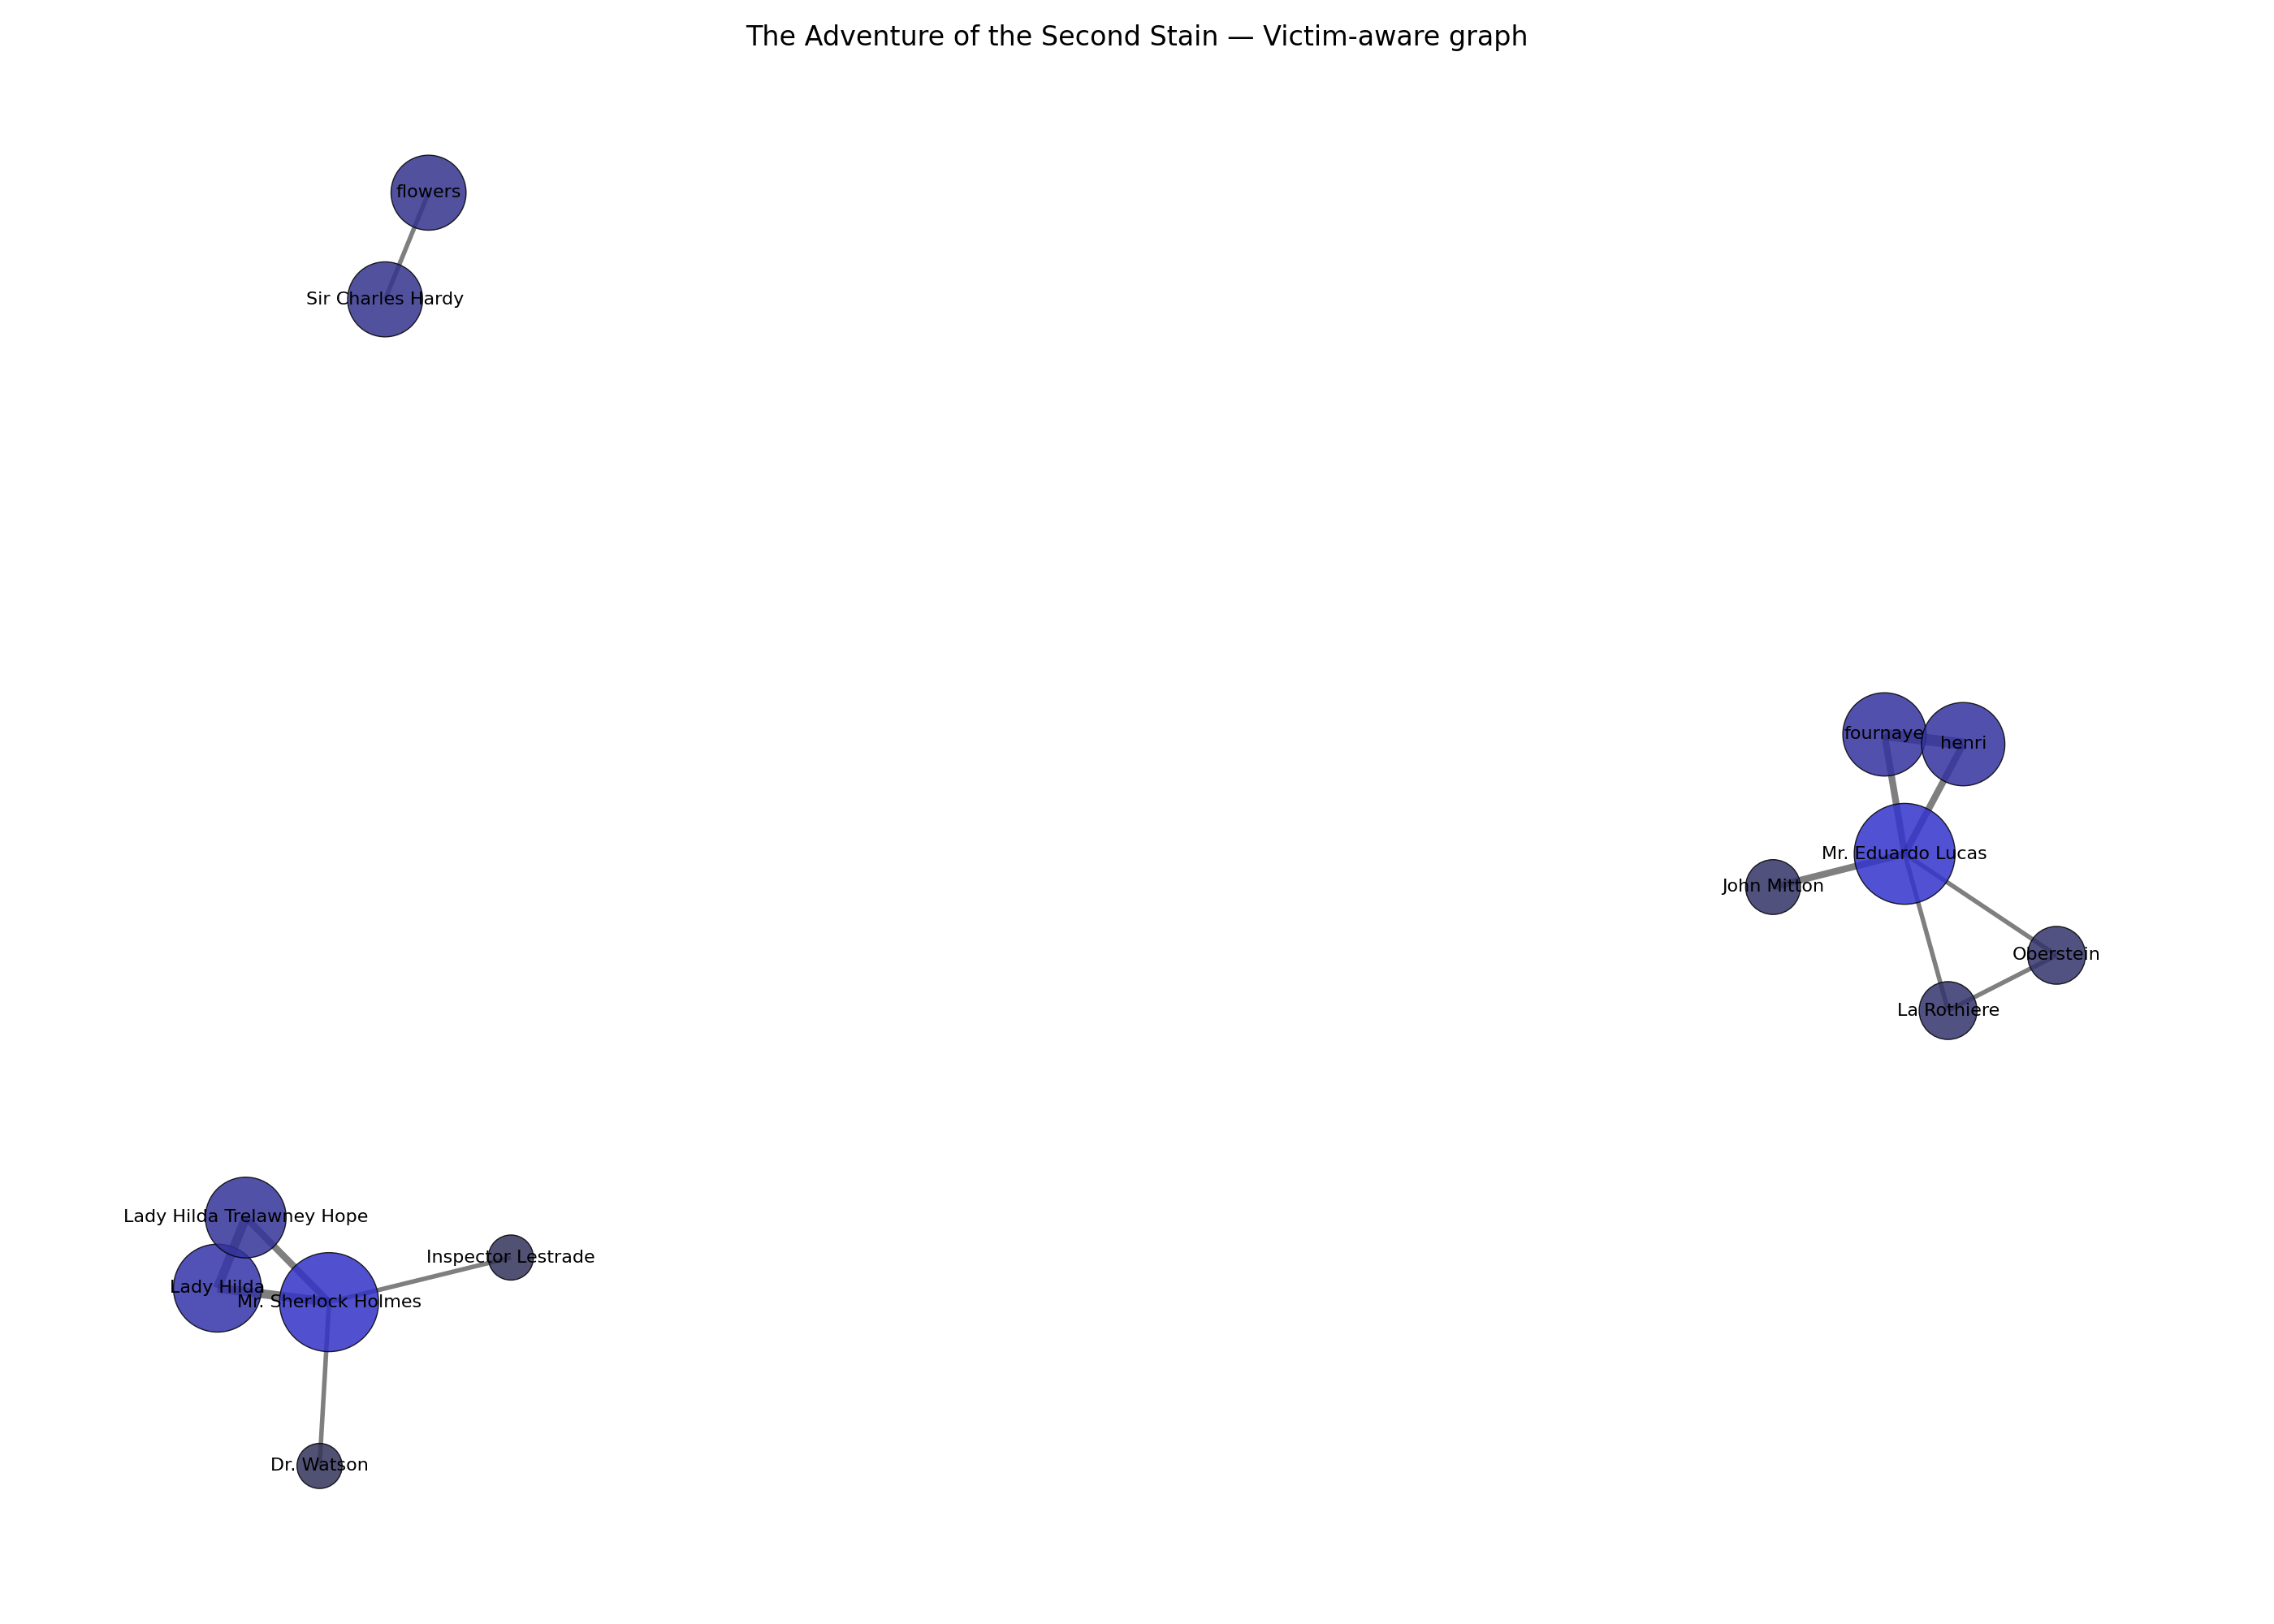 The Adventure of the Second Stain — Victim-aware graph
flowers
Sir Charles Hardy
fournaye
henri
Mr. Eduardo Lucas
John Mitton
Oberstein
La Rothiere
Lady Hilda Trelawney Hope
Inspector Lestrade
Lady Hilda
Mr. Sherlock Holmes
Dr. Watson